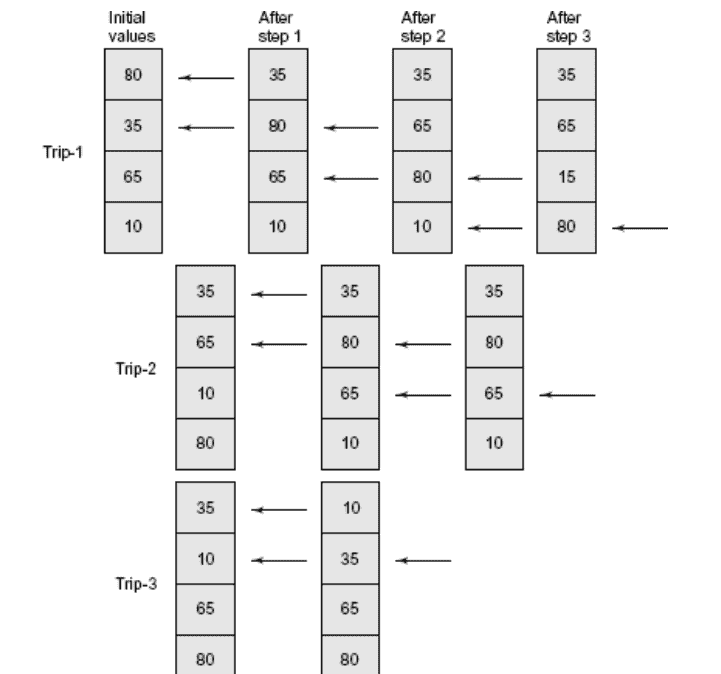 Initial values After step 1 After step 2 After step 3
Trip-1
80 35 35 35
35 80 65 65
65 65 80 15
10 10 10 80
Trip-2
35 35 35
65 80 80
10 65 65
80 10 10
Trip-3
35 10
10 35
65 65
80 80